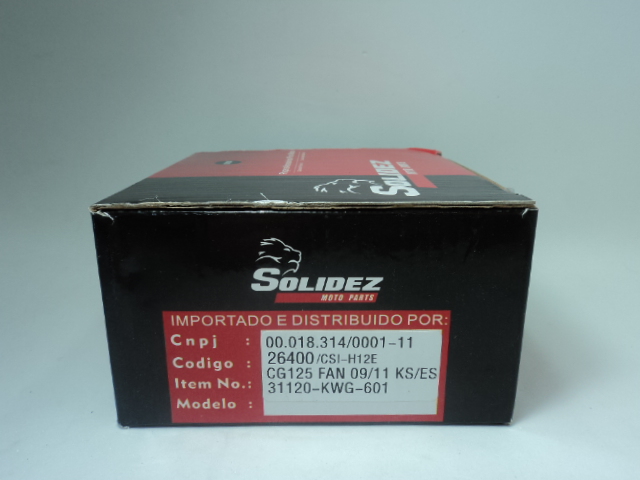 SOLIDEZ
SOLIDEZ
MOTO PARTS
IMPORTADO E DISTRIBUIDO POR:
Cnpj : 00.018.314/0001-11
Codigo : 26400/CSI-H12E
Item No.: CG125 FAN 09/11 KS/ES
Modelo : 31120-KWG-601